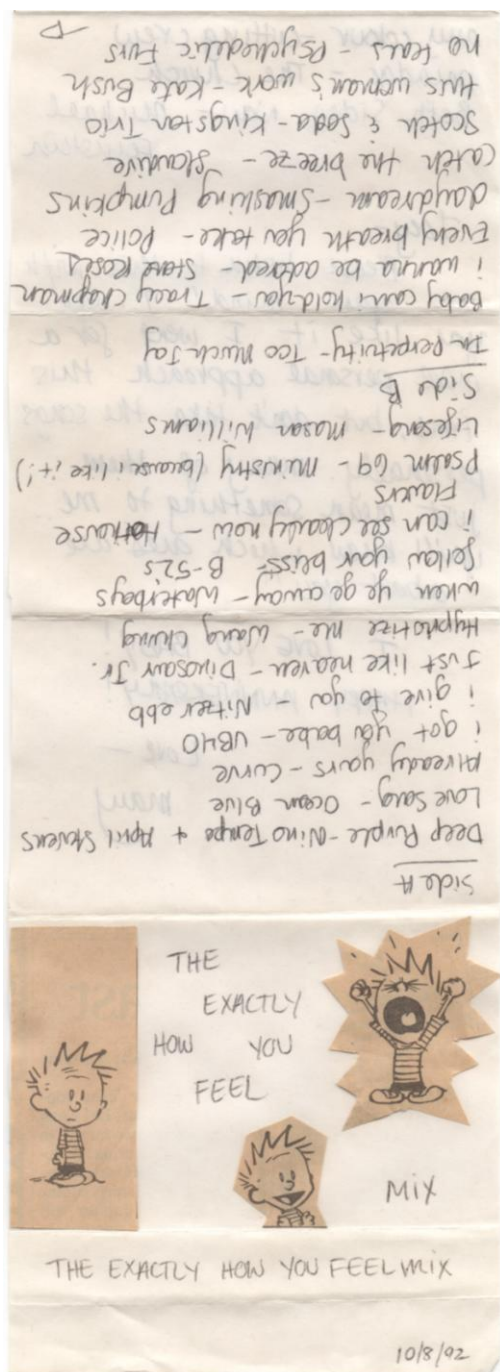 THE
EXACTLY
HOW YOU
FEEL
MIX
THE EXACTLY HOW YOU FEEL MIX
10/8/92
Side A
Deep Purple - Nino Tempo + April Stevens
Love Song - Ocean Blue
Already yours - Curve
i got you babe - UB40
i give to you - Nitzer ebb
Just like heaven - Dinosaur Jr.
Hypnotize me - Wang Chung
when ye go away - Waterboys
follow your bliss - B-52's
i can see clearly now - Hothouse
Flowers
Psalm 69 - Ministry (because i like it!)
Lifesong - Mason Williams
Side B
In Perpetuity - Too Much Joy
Baby can i hold you - Tracy Chapman
i wanna be adored - Stone Roses
Every breath you take - Police
daydream - Smashing Pumpkins
catch the breeze - Slowdive
Scotch & Soda - Kingston Trio
this woman's work - Kate Bush
no tears - Psychedelic Furs